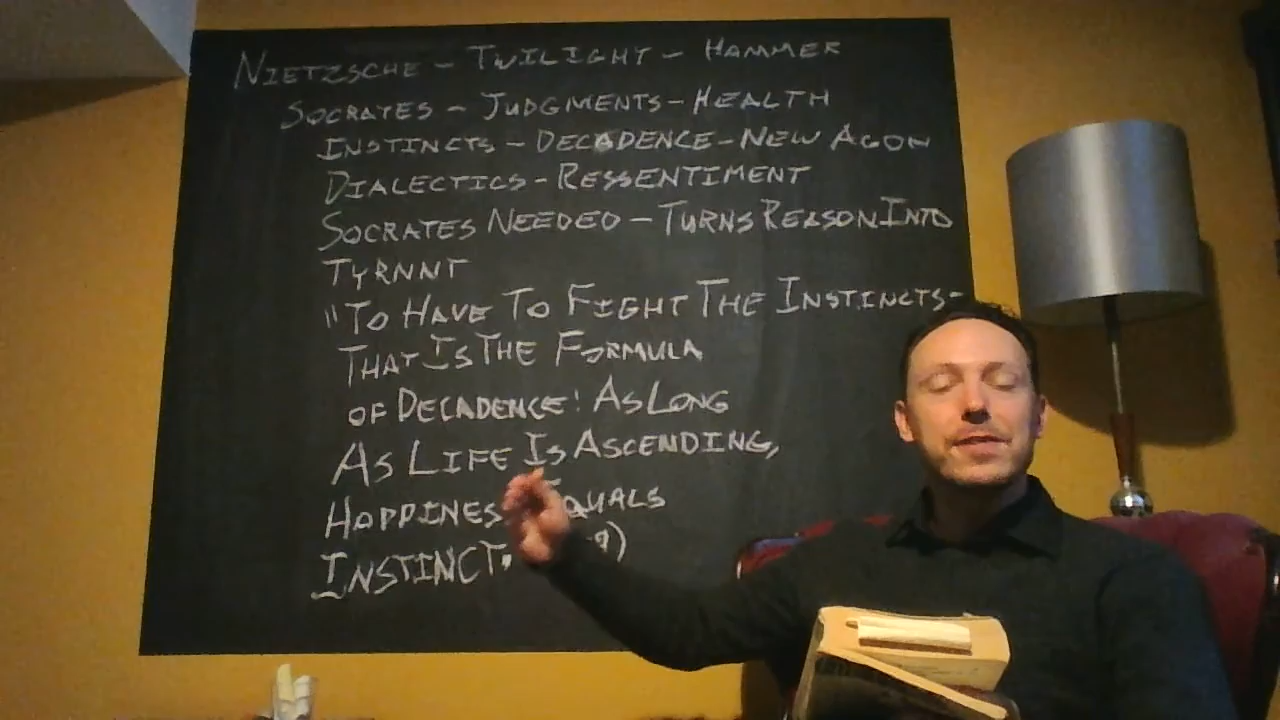 NIETZSCHE - TWILIGHT - HAMMER
SOCRATES - JUDGMENTS - HEALTH
INSTINCTS - DECADENCE - NEW AGON
DIALECTICS - RESSENTIMENT
SOCRATES NEEDED - TURNS REASON INTO
TYRNNT
"TO HAVE TO FIGHT THE INSTINCTS-
THAT IS THE FORMULA
OF DECADENCE: AS LONG
AS LIFE IS ASCENDING,
HAPPINES
INSTINCT.